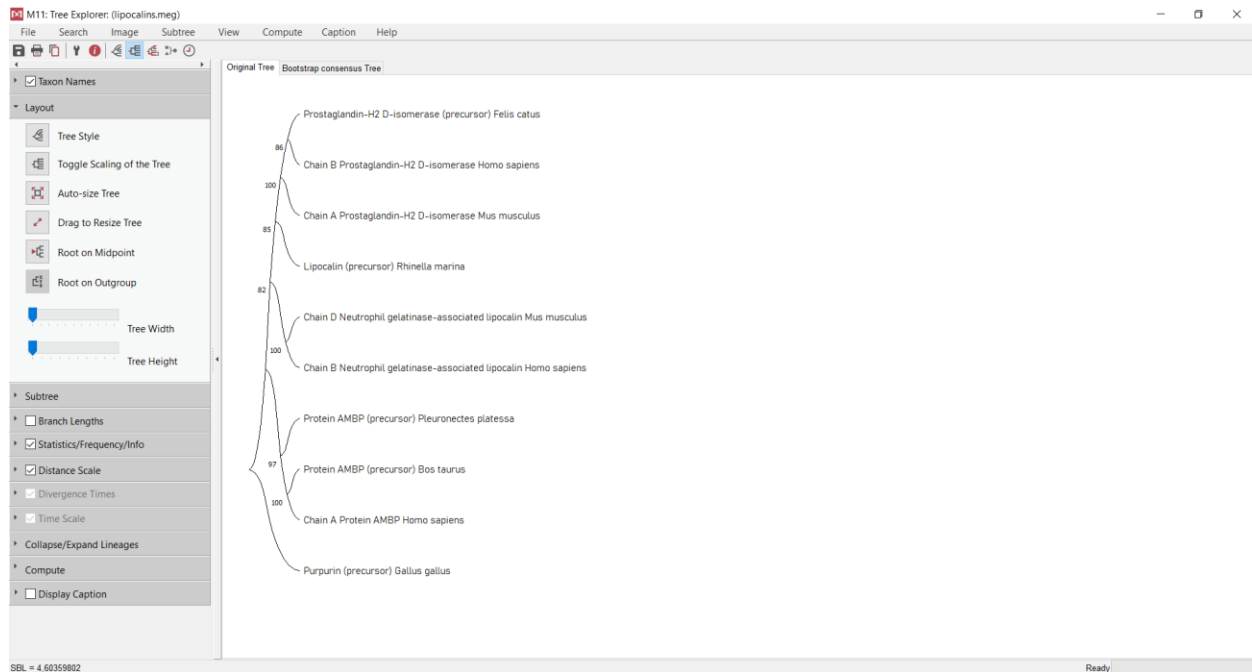 M11: Tree Explorer: (lipocalins.meg)
File Search Image Subtree View Compute Caption Help
Original Tree Bootstrap consensus Tree
Taxon Names
Layout
Tree Style
Toggle Scaling of the Tree
Auto-size Tree
Drag to Resize Tree
Root on Midpoint
Root on Outgroup
Tree Width
Tree Height
Subtree
Branch Lengths
Statistics/Frequency/Info
Distance Scale
Divergence Times
Time Scale
Collapse/Expand Lineages
Compute
Display Caption
Prostaglandin-H2 D-isomerase (precursor) Felis catus
86
Chain B Prostaglandin-H2 D-isomerase Homo sapiens
100
Chain A Prostaglandin-H2 D-isomerase Mus musculus
85
Lipocalin (precursor) Rhinella marina
82
Chain D Neutrophil gelatinase-associated lipocalin Mus musculus
100
Chain B Neutrophil gelatinase-associated lipocalin Homo sapiens
Protein AMBP (precursor) Pleuronectes platessa
97
Protein AMBP (precursor) Bos taurus
100
Chain A Protein AMBP Homo sapiens
Purpurin (precursor) Gallus gallus
SBL = 4,60359802
Ready